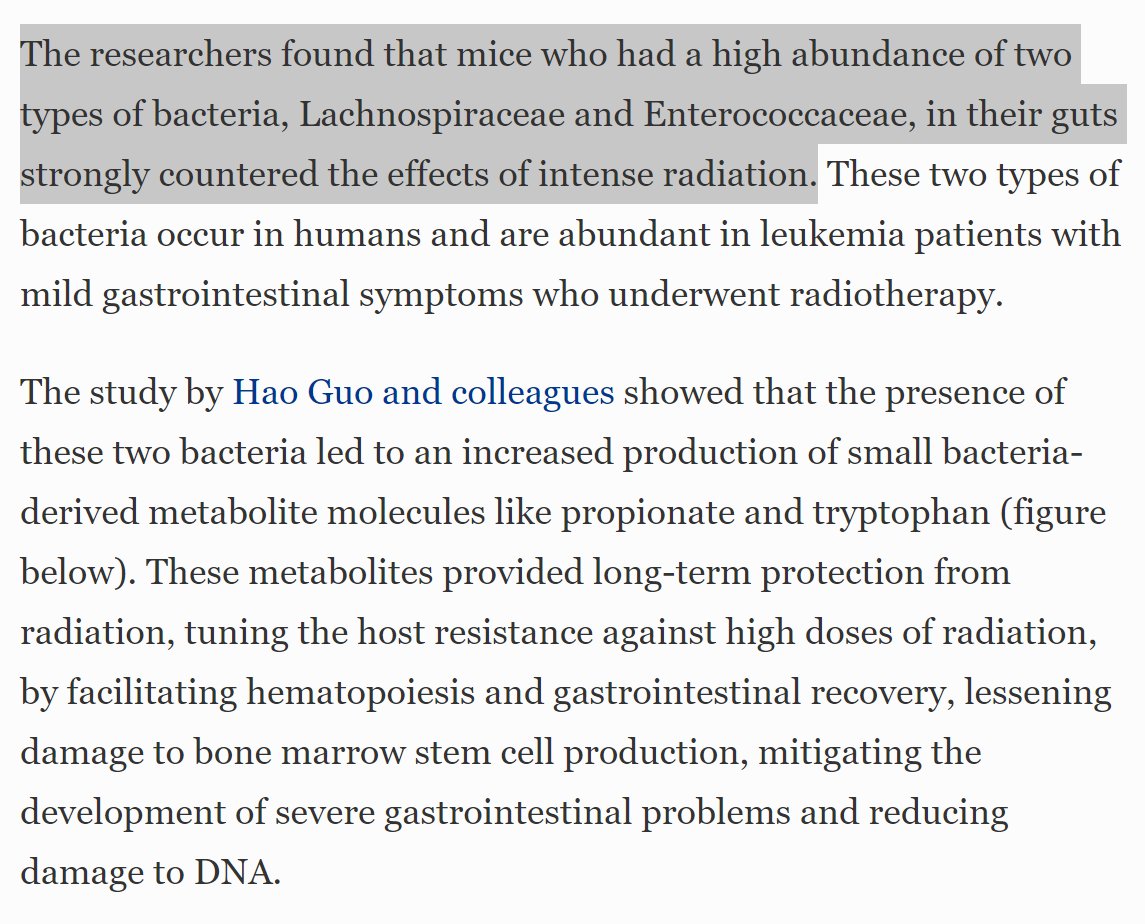 The researchers found that mice who had a high abundance of two
types of bacteria, Lachnospiraceae and Enterococcaceae, in their guts
strongly countered the effects of intense radiation. These two types of
bacteria occur in humans and are abundant in leukemia patients with
mild gastrointestinal symptoms who underwent radiotherapy.
The study by Hao Guo and colleagues showed that the presence of
these two bacteria led to an increased production of small bacteria-
derived metabolite molecules like propionate and tryptophan (figure
below). These metabolites provided long-term protection from
radiation, tuning the host resistance against high doses of radiation,
by facilitating hematopoiesis and gastrointestinal recovery, lessening
damage to bone marrow stem cell production, mitigating the
development of severe gastrointestinal problems and reducing
damage to DNA.